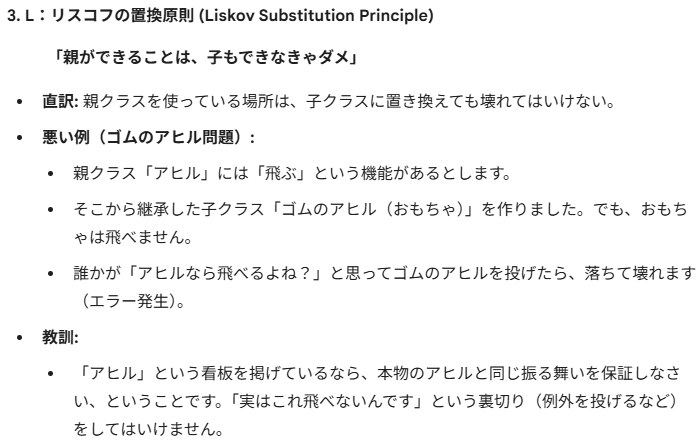 3. L：リスコフの置換原則 (Liskov Substitution Principle)
「親ができることは、子もできなきゃダメ」
• 直訳: 親クラスを使っている場所は、子クラスに置き換えても壊れてはいけない。
• 悪い例（ゴムのアヒル問題）:
• 親クラス「アヒル」には「飛ぶ」という機能があるとします。
• そこから継承した子クラス「ゴムのアヒル（おもちゃ）」を作りました。でも、おもち
ゃは飛べません。
• 誰かが「アヒルなら飛べるよね？」と思ってゴムのアヒルを投げたら、落ちて壊れます
（エラー発生）。
• 教訓:
• 「アヒル」という看板を掲げているなら、本物のアヒルと同じ振る舞いを保証しなさ
い、ということです。「実はこれ飛べないんです」という裏切り（例外を投げるなど）
をしてはいけません。